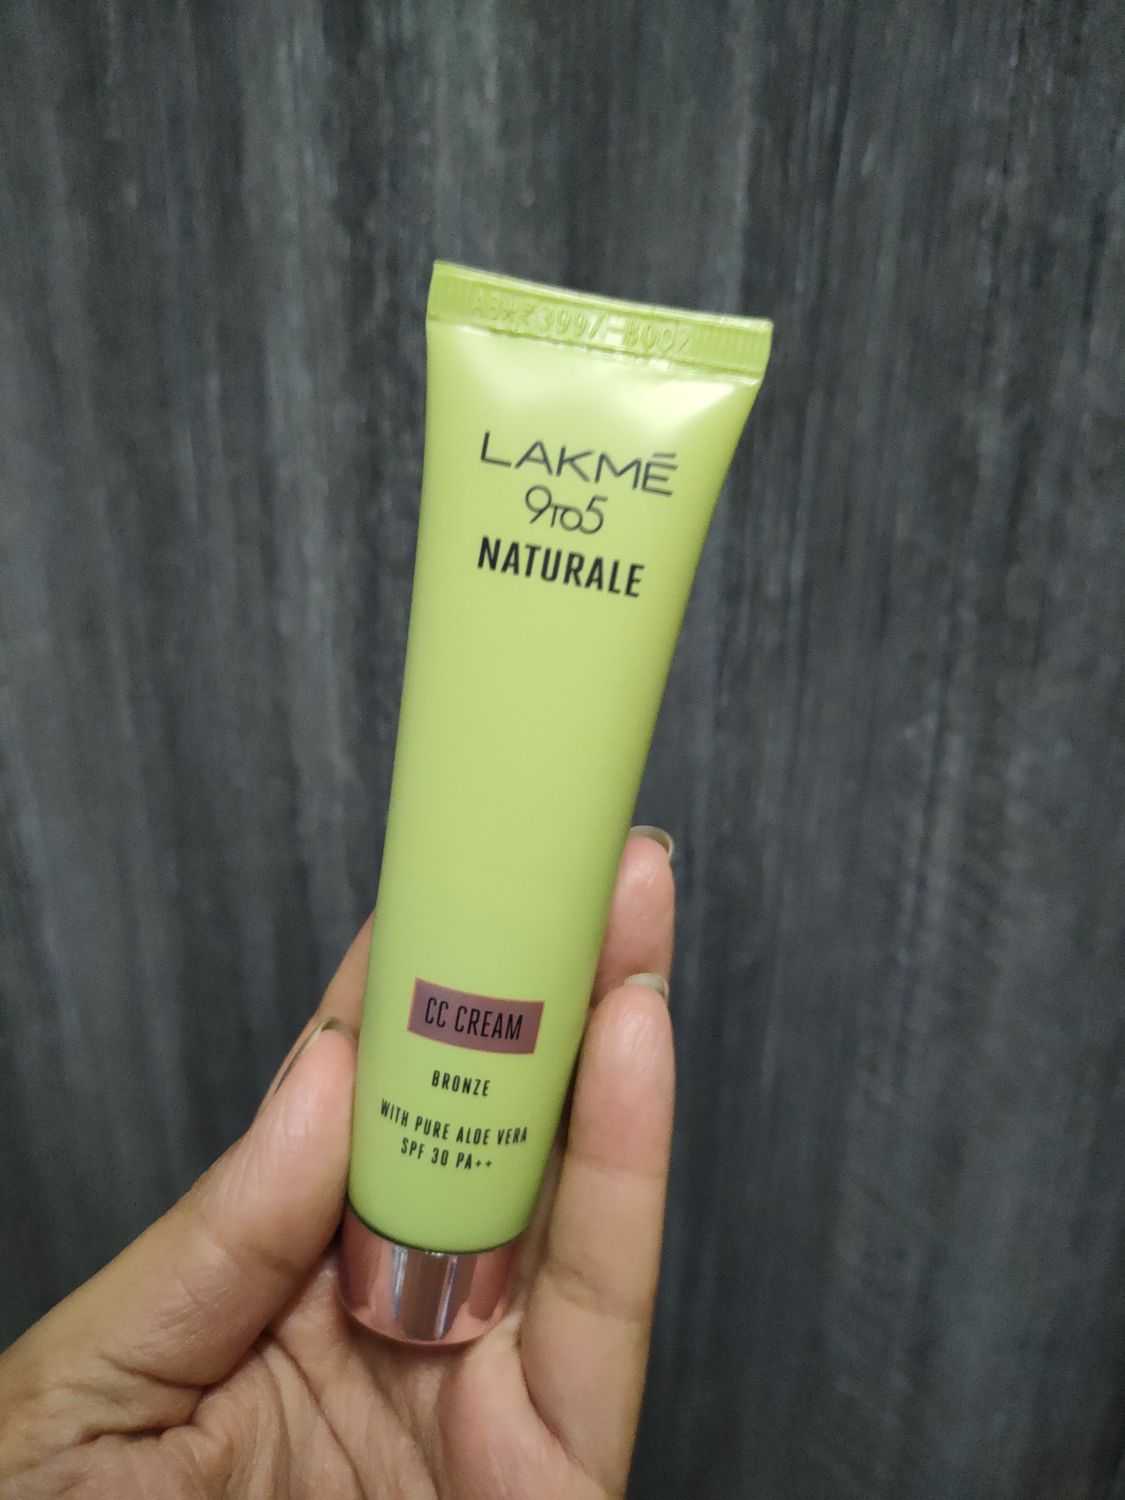 LAKMÉ
9TO5
NATURALE
CC CREAM
BRONZE
WITH PURE ALOE VERA
SPF 30 PA++